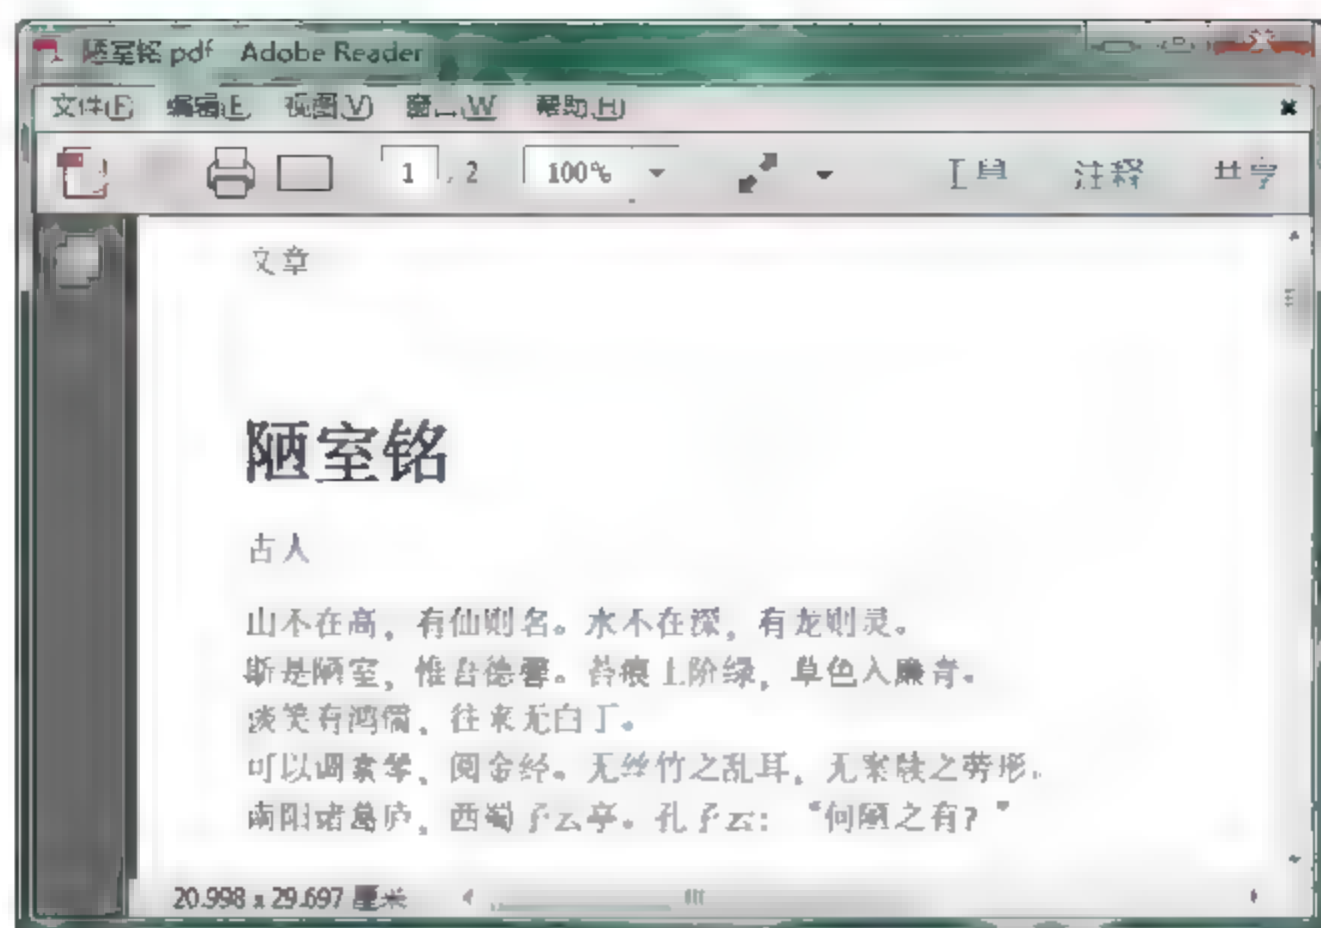 陋室铭.pdf - Adobe Reader
文件(F) 编辑(E) 视图(V) 窗口(W) 帮助(H)
1 / 2 100% 工具 注释 共享
文章
陋室铭
古人
山不在高，有仙则名。水不在深，有龙则灵。
斯是陋室，惟吾德馨。苔痕上阶绿，草色入廉青。
淡笑有鸿儒，往来无白丁。
可以调素琴，阅金经。无丝竹之乱耳，无案牍之劳形。
南阳诸葛庐，西蜀子云亭。孔子云：“何陋之有？”
20.998 x 29.697 厘米